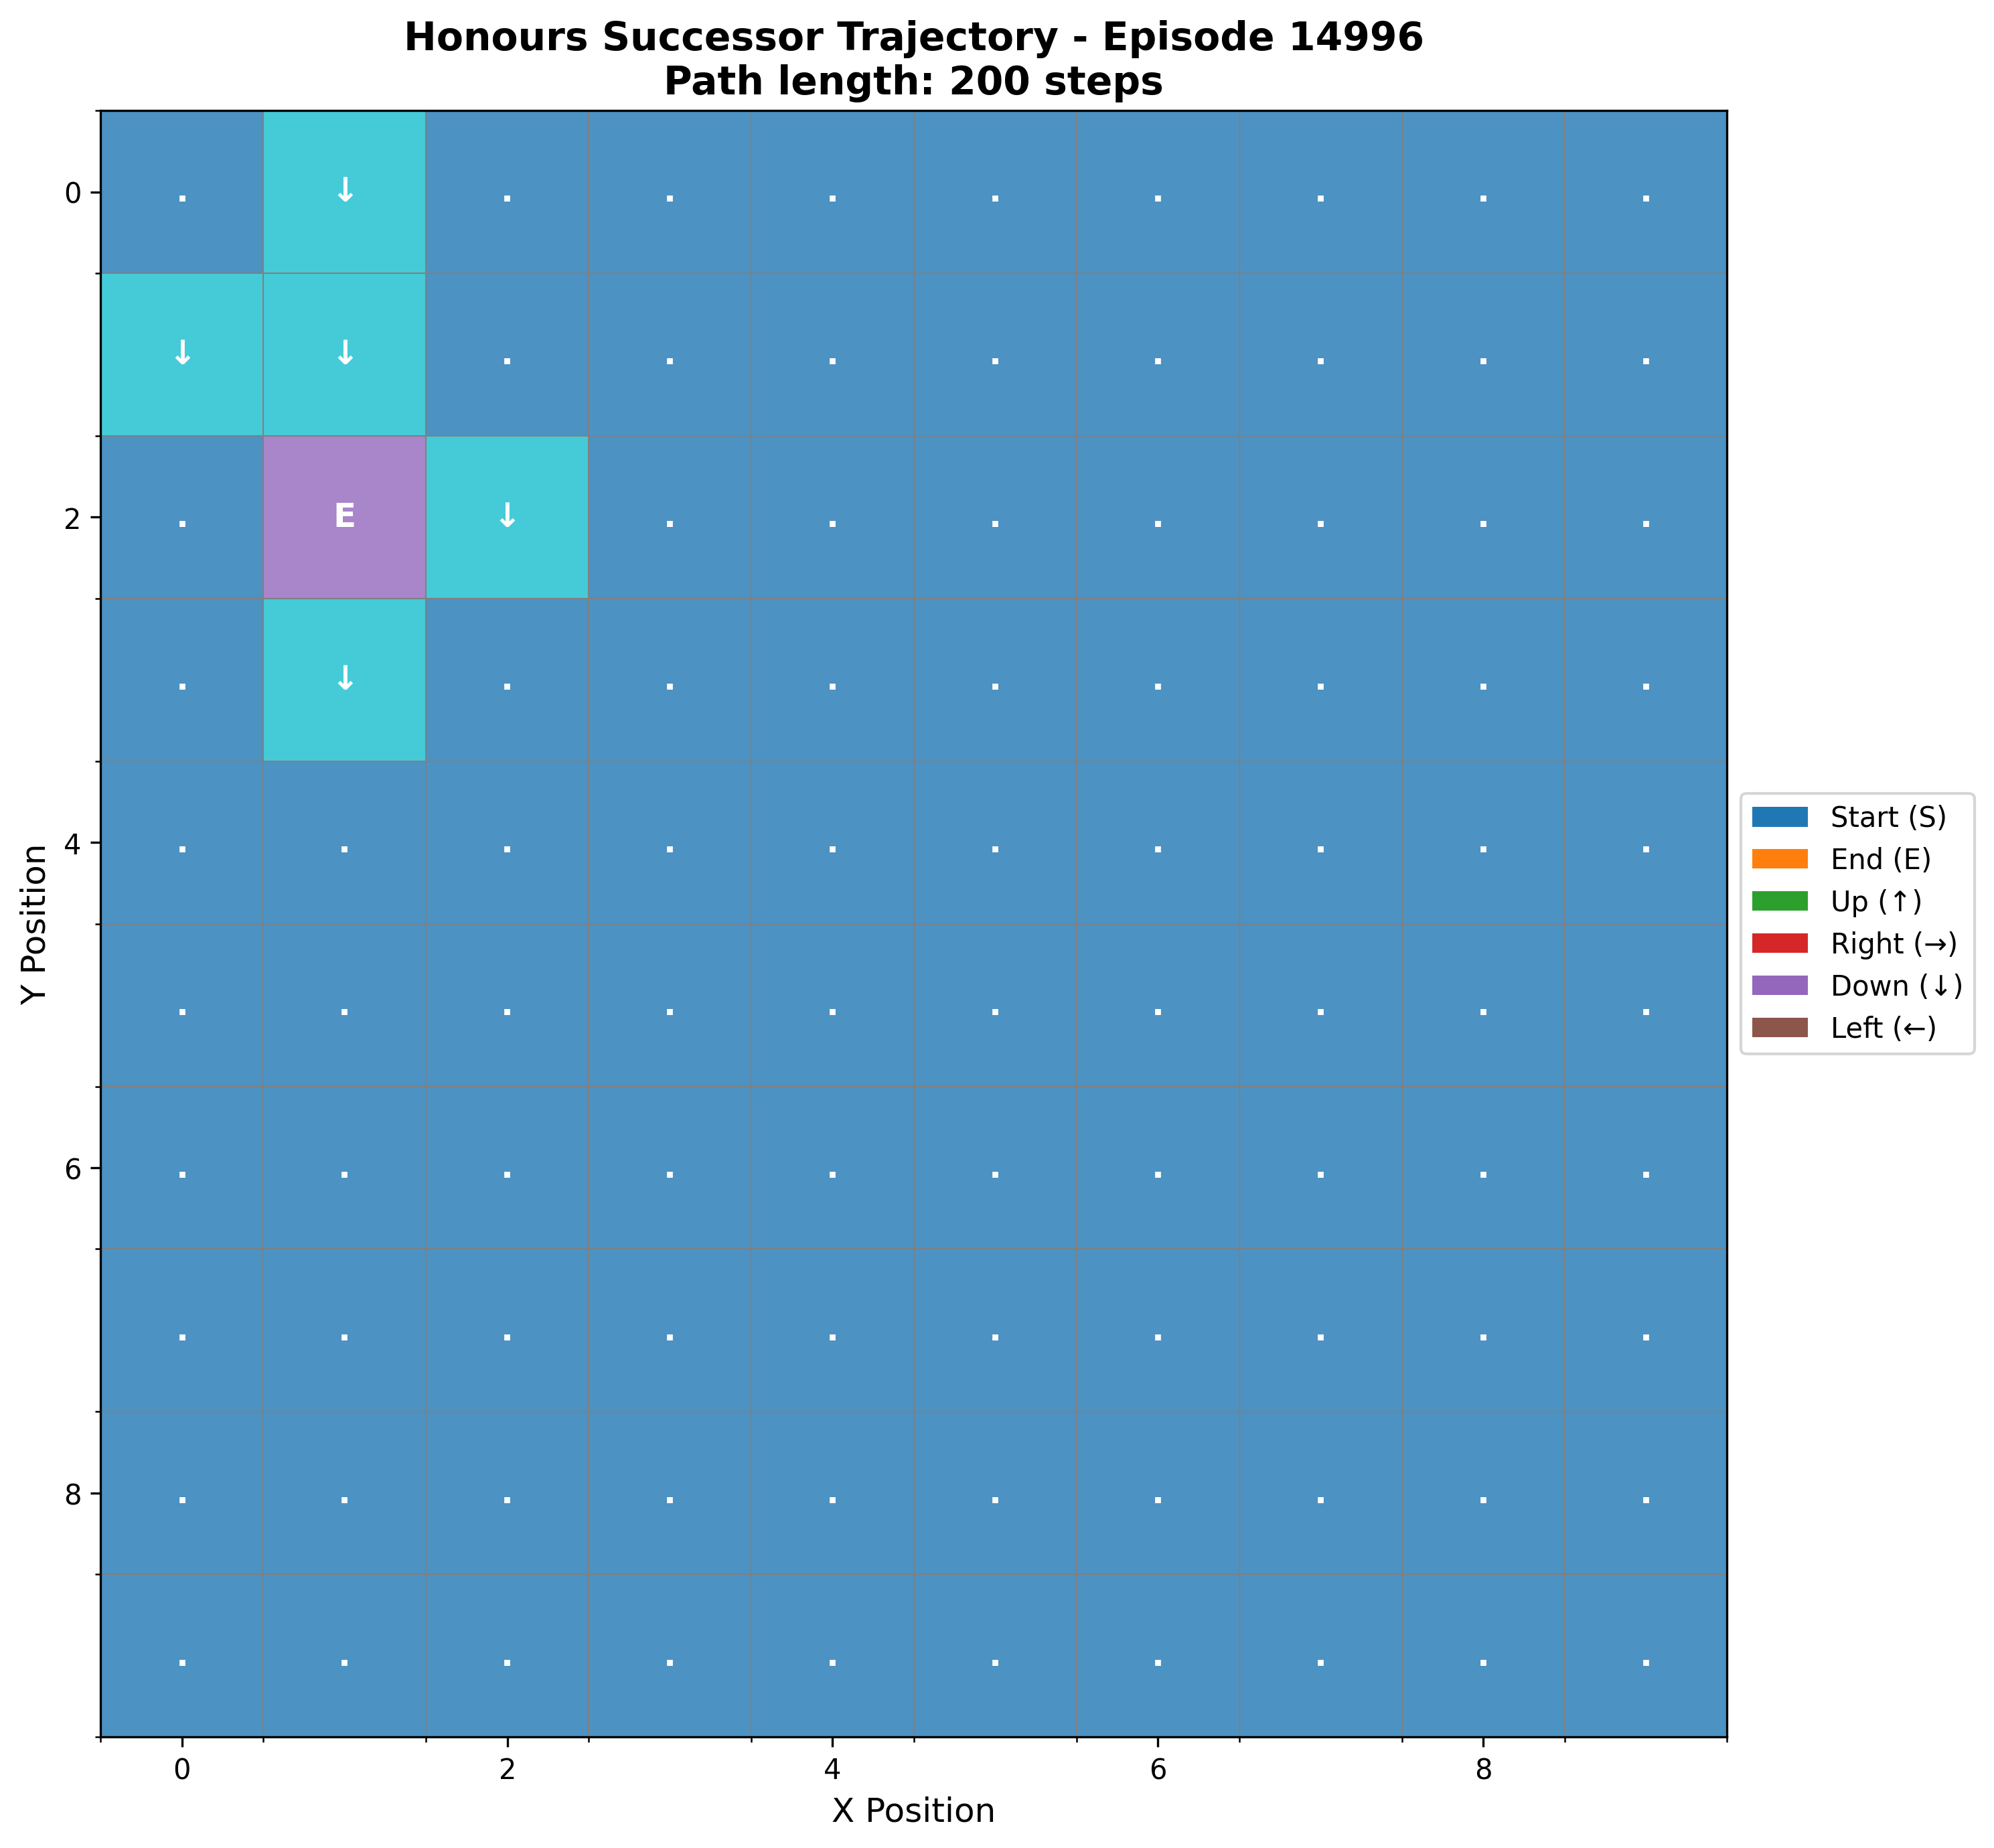 Honours Successor Trajectory - Episode 14996
Path length: 200 steps
0 . ↓ . . . . . . . .
↓ ↓ . . . . . . . .
2 . E ↓ . . . . . . .
. ↓ . . . . . . . .
4 . . . . . . . . . .
. . . . . . . . . .
6 . . . . . . . . . .
. . . . . . . . . .
8 . . . . . . . . . .
. . . . . . . . . .
0 2 4 6 8
X Position
Y Position
Start (S)
End (E)
Up (↑)
Right (→)
Down (↓)
Left (←)